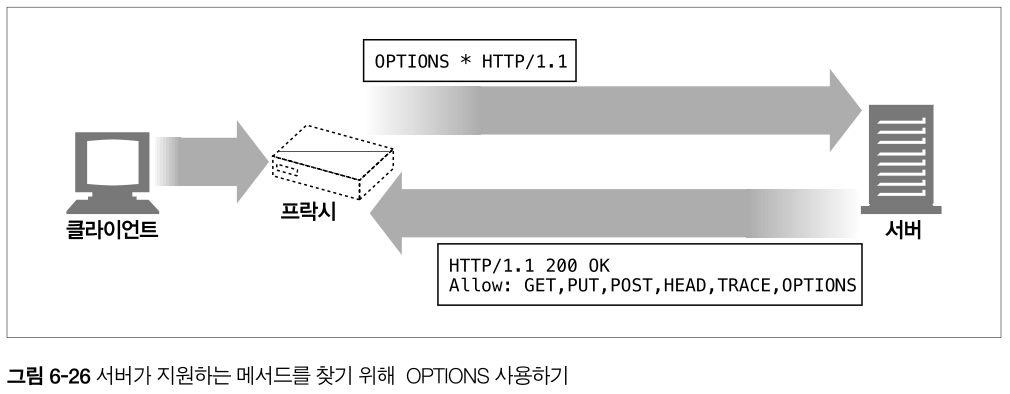 OPTIONS * HTTP/1.1
클라이언트
프락시
서버
HTTP/1.1 200 OK
Allow: GET,PUT,POST,HEAD,TRACE,OPTIONS
그림 6-26 서버가 지원하는 메서드를 찾기 위해 OPTIONS 사용하기